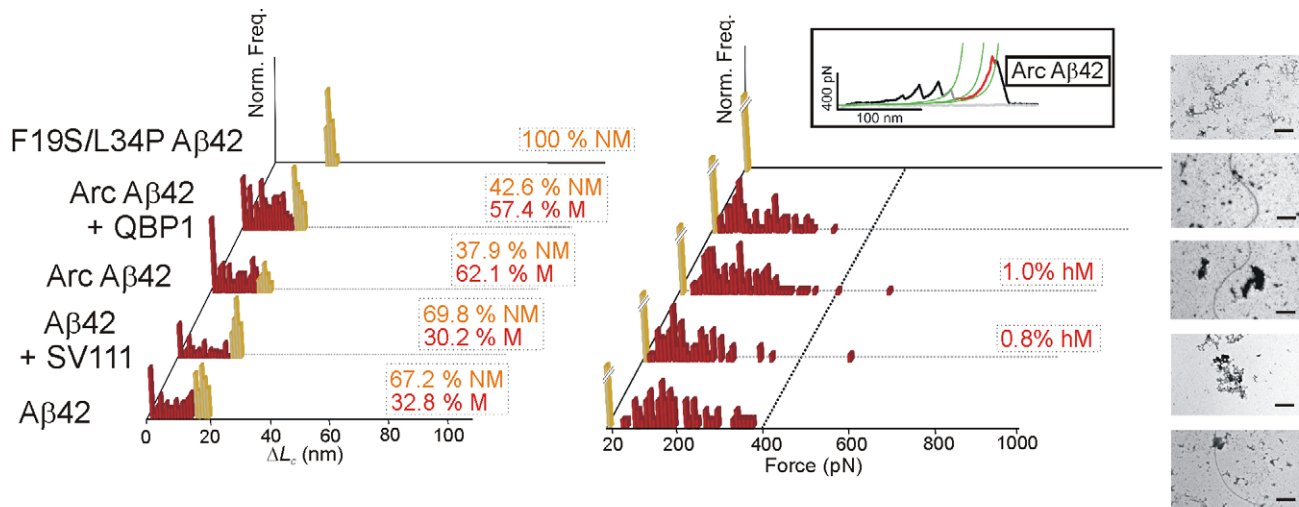 Norm. Freq.
F19S/L34P Aβ42
100 % NM
Arc Aβ42
+ QBP1
42.6 % NM
57.4 % M
Arc Aβ42
37.9 % NM
62.1 % M
Aβ42
+ SV111
69.8 % NM
30.2 % M
Aβ42
67.2 % NM
32.8 % M
0
20
40
60
80
100
ΔLc (nm)
Norm. Freq.
400 pN
100 nm
Arc Aβ42
1.0% hM
0.8% hM
20
200
400
600
800
1000
Force (pN)